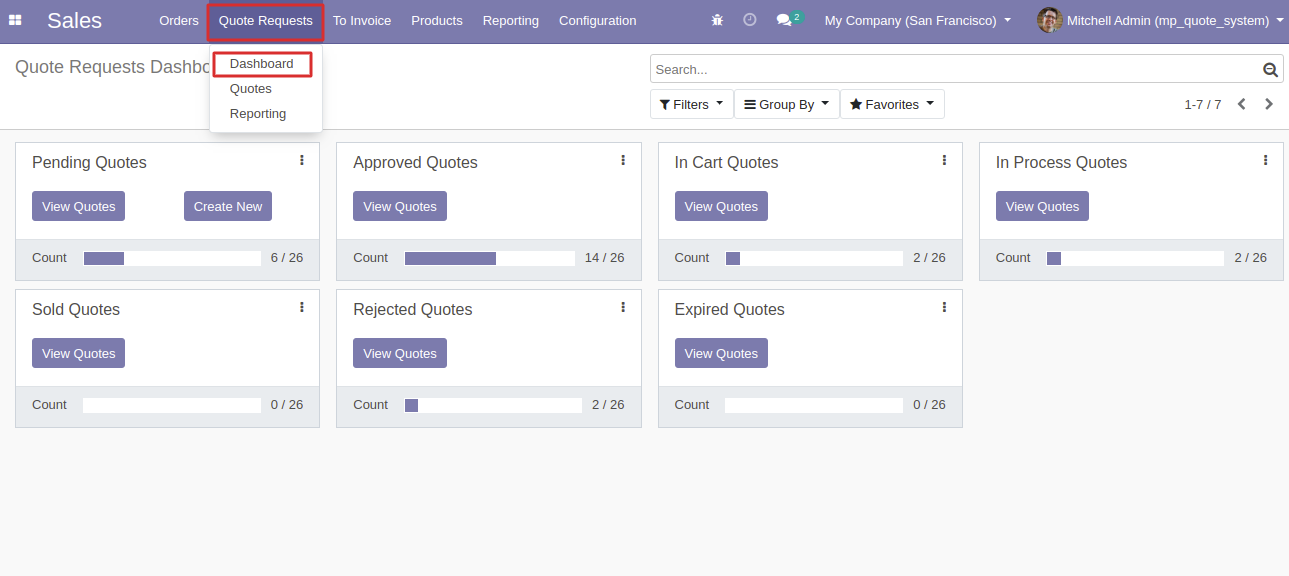 Sales Orders Quote Requests To Invoice Products Reporting Configuration 2 My Company (San Francisco) Mitchell Admin (mp_quote_system)
Quote Requests Dashbo
Dashboard
Quotes
Reporting
Search...
Filters Group By Favorites 1-7 / 7
Pending Quotes
View Quotes Create New
Count 6 / 26
Approved Quotes
View Quotes
Count 14 / 26
In Cart Quotes
View Quotes
Count 2 / 26
In Process Quotes
View Quotes
Count 2 / 26
Sold Quotes
View Quotes
Count 0 / 26
Rejected Quotes
View Quotes
Count 2 / 26
Expired Quotes
View Quotes
Count 0 / 26